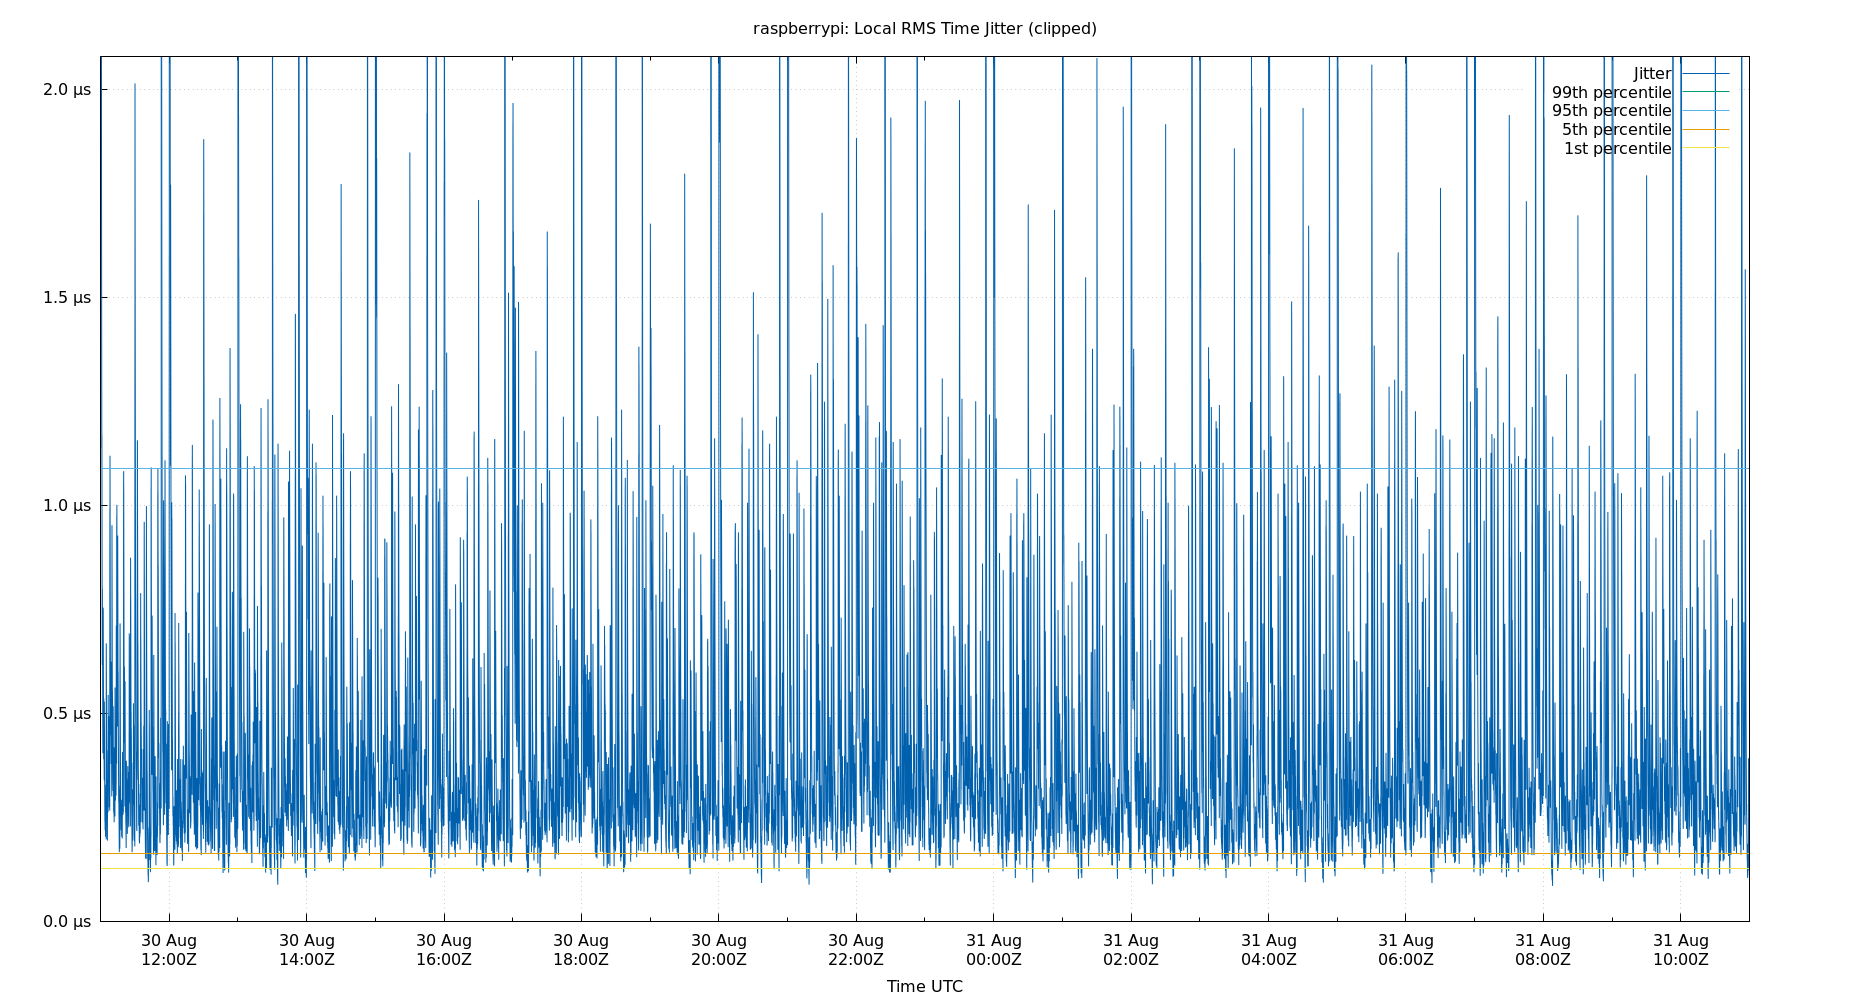 raspberrypi: Local RMS Time Jitter (clipped)
Jitter
99th percentile
95th percentile
5th percentile
1st percentile
2.0 µs
1.5 µs
1.0 µs
0.5 µs
0.0 µs
30 Aug 30 Aug 30 Aug 30 Aug 30 Aug 30 Aug 31 Aug 31 Aug 31 Aug 31 Aug 31 Aug 31 Aug
12:00Z 14:00Z 16:00Z 18:00Z 20:00Z 22:00Z 00:00Z 02:00Z 04:00Z 06:00Z 08:00Z 10:00Z
Time UTC